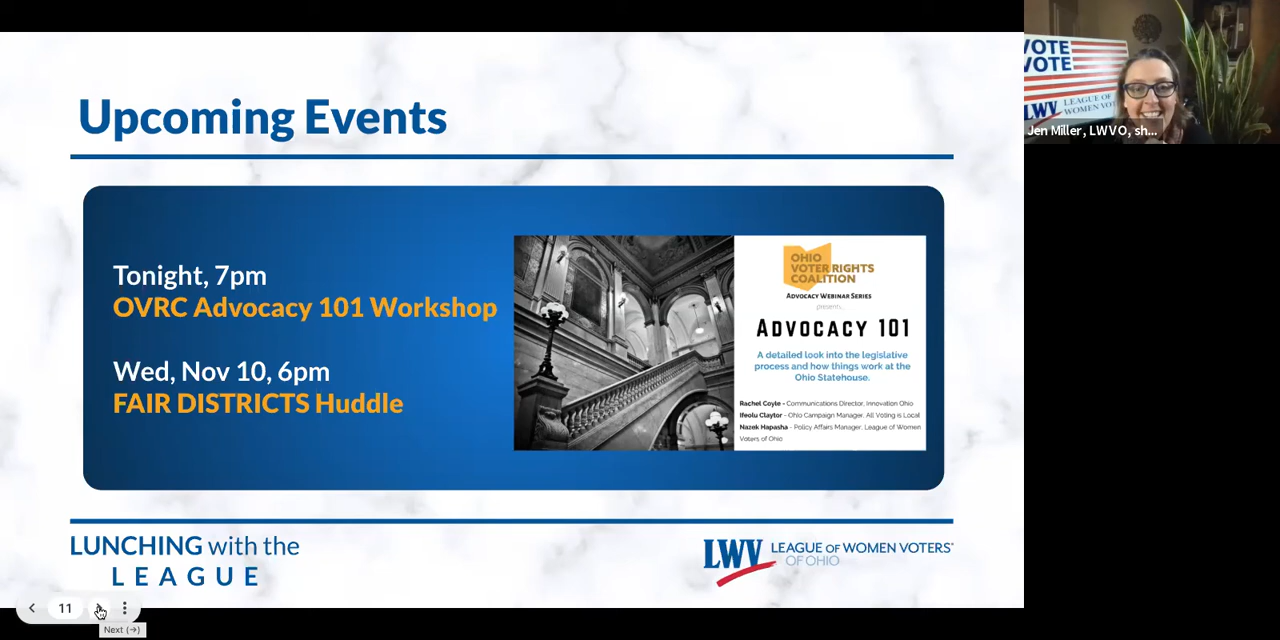 Upcoming Events
Tonight, 7pm
OVRC Advocacy 101 Workshop
Wed, Nov 10, 6pm
FAIR DISTRICTS Huddle
OHIO
VOTER RIGHTS
COALITION
ADVOCACY WEBINAR SERIES
presents...
ADVOCACY 101
A detailed look into the legislative
process and how things work at the
Ohio Statehouse.
Rachel Coyle - Communications Director, Innovation Ohio
Ifeolu Claytor - Ohio Campaign Manager, All Voting is Local
Nazek Hapasha - Policy Affairs Manager, League of Women
Voters of Ohio
LUNCHING with the
LEAGUE
LWV LEAGUE OF WOMEN VOTERS®
OF OHIO
11
Next (→)
VOTE
VOTE
LWV LEAGUE OF
WOMEN VOT
Jen Miller, LWVO, sh...